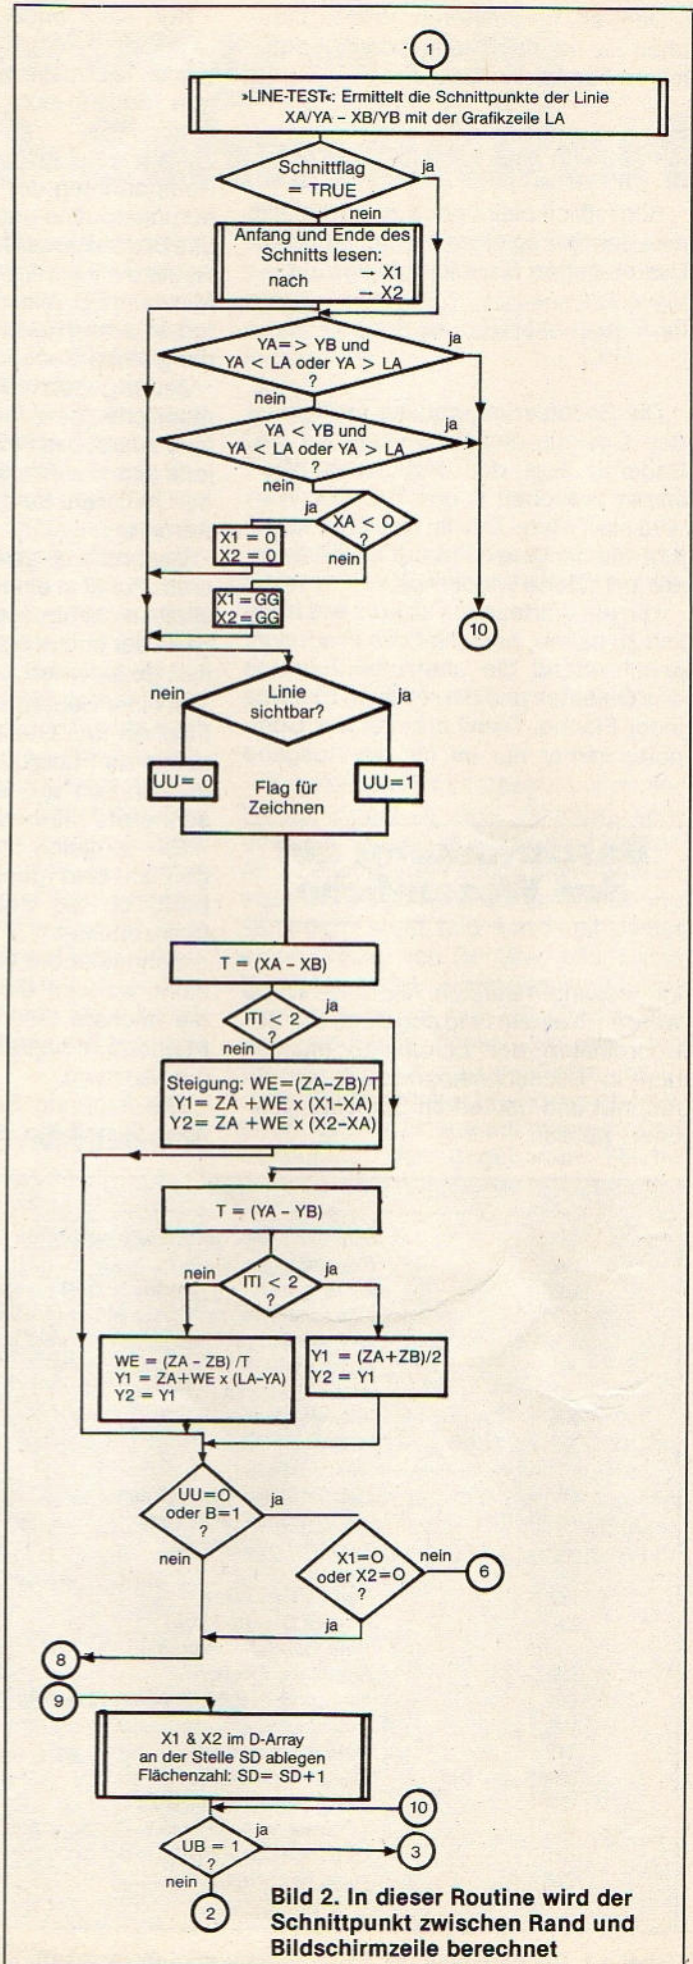 1
»LINE-TEST«: Ermittelt die Schnittpunkte der Linie
XA/YA – XB/YB mit der Grafikzeile LA
Schnittflag
= TRUE
ja
nein
Anfang und Ende des
Schnitts lesen:
nach → X1
→ X2
YA=> YB und
YA < LA oder YA > LA
?
ja
nein
YA < YB und
YA < LA oder YA > LA
?
ja
nein
XA < O
?
ja
nein
X1 = 0
X2 = 0
X1=GG
X2=GG
10
Linie
sichtbar?
nein
ja
UU= 0
Flag für
Zeichnen
UU=1
T = (XA – XB)
ITI < 2
?
ja
nein
Steigung: WE=(ZA–ZB)/T
Y1= ZA +WE x (X1–XA)
Y2= ZA +WE x (X2–XA)
T = (YA – YB)
ITI < 2
?
nein
ja
WE = (ZA – ZB) /T
Y1 = ZA+WE x (LA–YA)
Y2 = Y1
Y1 = (ZA+ZB)/2
Y2 = Y1
UU=O
oder B=1
?
ja
nein
X1=O
oder X2=O
?
nein
6
ja
8
9
X1 & X2 im D-Array
an der Stelle SD ablegen
Flächenzahl: SD= SD+1
10
UB = 1
?
ja
3
nein
2
Bild 2. In dieser Routine wird der
Schnittpunkt zwischen Rand und
Bildschirmzeile berechnet